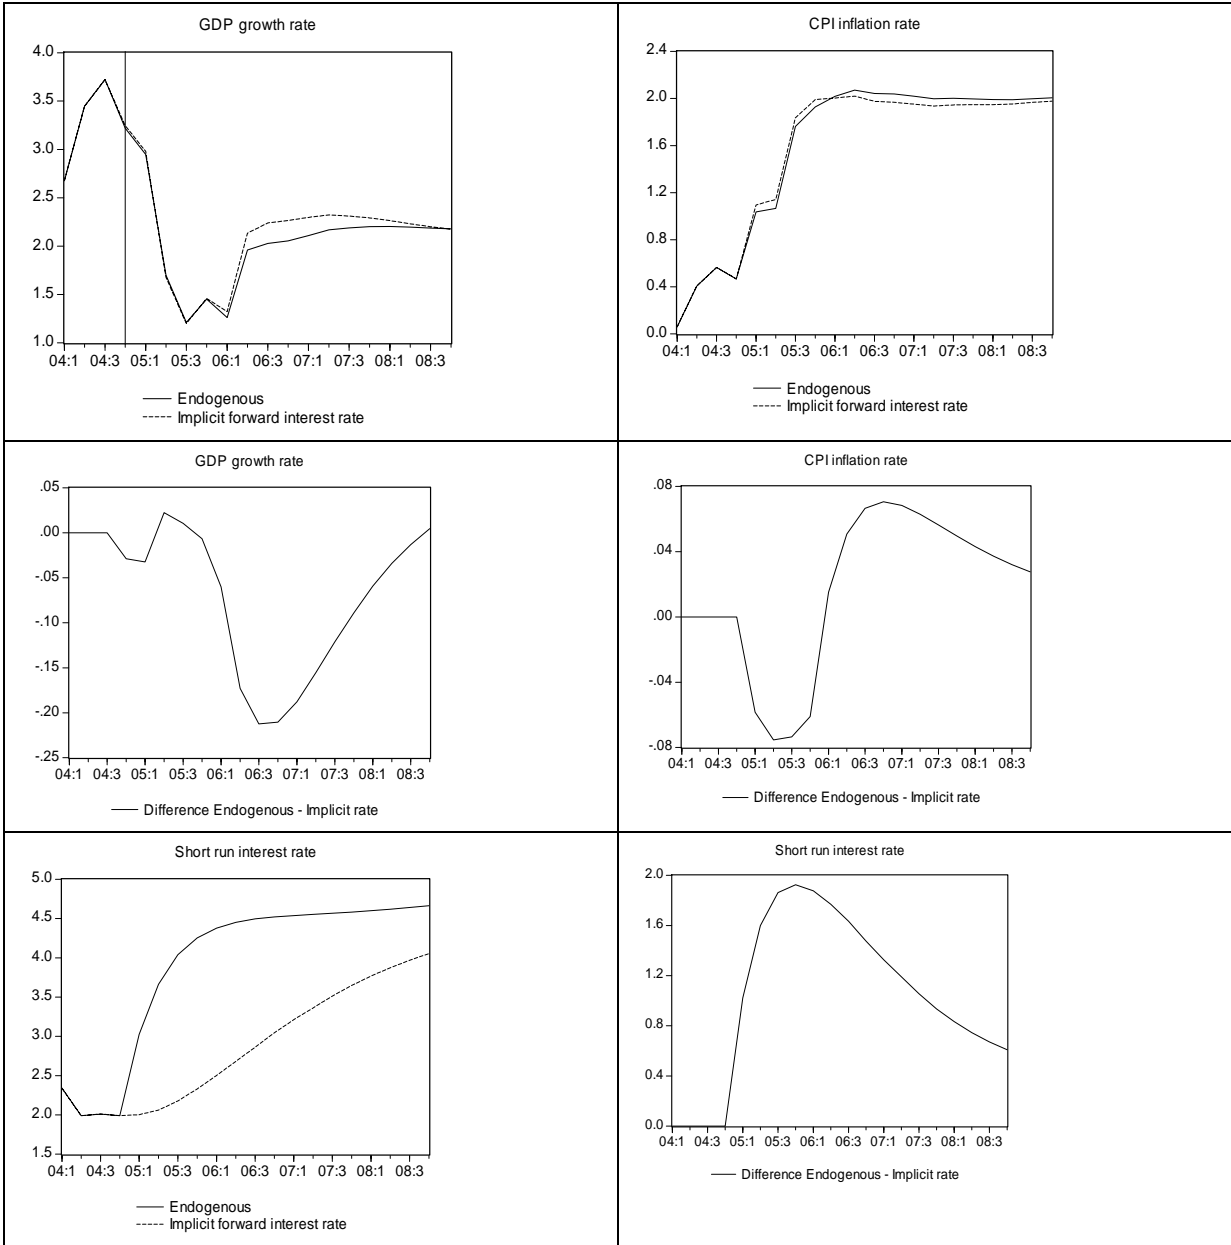 GDP growth rate
4.0
3.5
3.0
2.5
2.0
1.5
1.0
04:1 04:3 05:1 05:3 06:1 06:3 07:1 07:3 08:1 08:3
Endogenous
Implicit forward interest rate
CPI inflation rate
2.4
2.0
1.6
1.2
0.8
0.4
0.0
04:1 04:3 05:1 05:3 06:1 06:3 07:1 07:3 08:1 08:3
Endogenous
Implicit forward interest rate
GDP growth rate
.05
.00
-.05
-.10
-.15
-.20
-.25
04:1 04:3 05:1 05:3 06:1 06:3 07:1 07:3 08:1 08:3
Difference Endogenous - Implicit rate
CPI inflation rate
.08
.04
.00
-.04
-.08
04:1 04:3 05:1 05:3 06:1 06:3 07:1 07:3 08:1 08:3
Difference Endogenous - Implicit rate
Short run interest rate
5.0
4.5
4.0
3.5
3.0
2.5
2.0
1.5
04:1 04:3 05:1 05:3 06:1 06:3 07:1 07:3 08:1 08:3
Endogenous
Implicit forward interest rate
Short run interest rate
2.0
1.6
1.2
0.8
0.4
0.0
04:1 04:3 05:1 05:3 06:1 06:3 07:1 07:3 08:1 08:3
Difference Endogenous - Implicit rate